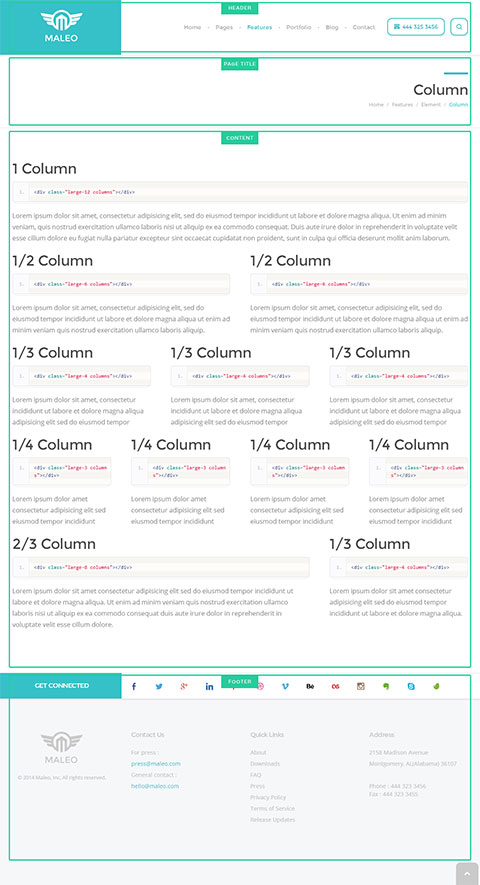 HEADER
MALEO
Home Pages Features Portfolio Blog Contact 444 323 3456
PAGE TITLE
Column
Home / Features / Element / Column
CONTENT
1 Column
1. <div class="large-12 columns"></div>
Lorem ipsum dolor sit amet, consectetur adipisicing elit, sed do eiusmod tempor incididunt ut labore et dolore magna aliqua. Ut enim ad minim
veniam, quis nostrud exercitation ullamco laboris nisi ut aliquip ex ea commodo consequat. Duis aute irure dolor in reprehenderit in voluptate velit
esse cillum dolore eu fugiat nulla pariatur excepteur sint occaecat cupidatat non proident, sunt in culpa qui officia deserunt mollit anim laborum.
1/2 Column
1. <div class="large-6 columns"></div>
Lorem ipsum dolor sit amet, consectetur adipisicing elit, sed do
eiusmod tempor incididunt ut labore et dolore magna aliqua ad
minim veniam quis nostrud exercitation ullamco laboris aliquip.
1/2 Column
1. <div class="large-6 columns"></div>
Lorem ipsum dolor sit amet, consectetur adipisicing elit, sed do
eiusmod tempor incididunt ut labore et dolore magna aliqua ad
minim veniam quis nostrud exercitation ullamco laboris aliquip.
1/3 Column
1. <div class="large-4 columns"></div>
Lorem ipsum dolor sit amet, consectetur
incididunt ut labore et dolore magna aliqua
adipisicing elit, sed do eiusmod tempor
1/3 Column
1. <div class="large-4 columns"></div>
Lorem ipsum dolor sit amet, consectetur
incididunt ut labore et dolore magna aliqua
adipisicing elit, sed do eiusmod tempor
1/3 Column
1. <div class="large-4 columns"></div>
Lorem ipsum dolor sit amet, consectetur
incididunt ut labore et dolore magna aliqua
adipisicing elit, sed do eiusmod tempor
1/4 Column
1. <div class="large-3 colum
ns"></div>
Lorem ipsum dolor amet
consectetur adipisicing elit sed
eiusmod tempor incididunt
1/4 Column
1. <div class="large-3 colum
ns"></div>
Lorem ipsum dolor amet
consectetur adipisicing elit sed
eiusmod tempor incididunt
1/4 Column
1. <div class="large-3 colum
ns"></div>
Lorem ipsum dolor amet
consectetur adipisicing elit sed
eiusmod tempor incididunt
1/4 Column
1. <div class="large-3 colum
ns"></div>
Lorem ipsum dolor amet
consectetur adipisicing elit sed
eiusmod tempor incididunt
2/3 Column
1. <div class="large-8 columns"></div>
Lorem ipsum dolor sit amet, consectetur adipisicing elit, sed do eiusmod tempor incididunt ut
labore et dolore magna aliqua. Ut enim ad minim veniam quis nostrud exercitation ullamco
laboris nisi ut aliquip ex ea commodo consequat duis aute irure dolor in reprehenderit in
voluptate velit esse cillum dolore.
1/3 Column
1. <div class="large-4 columns"></div>
Lorem ipsum dolor sit amet, consectetur
adipisicing elit, sed do eiusmod tempor
incididunt ut labore et dolore magna aliqua.
FOOTER
GET CONNECTED
MALEO
© 2014 Maleo, Inc. All rights reserved.
Contact Us
For press :
press@maleo.com
General contact :
hello@maleo.com
Quick Links
About
Downloads
FAQ
Press
Privacy Policy
Terms of Service
Release Updates
Address
2158 Madison Avenue
Montgomery, AL(Alabama) 36107
Phone : 444 323 3456
Fax : 444 323 3455